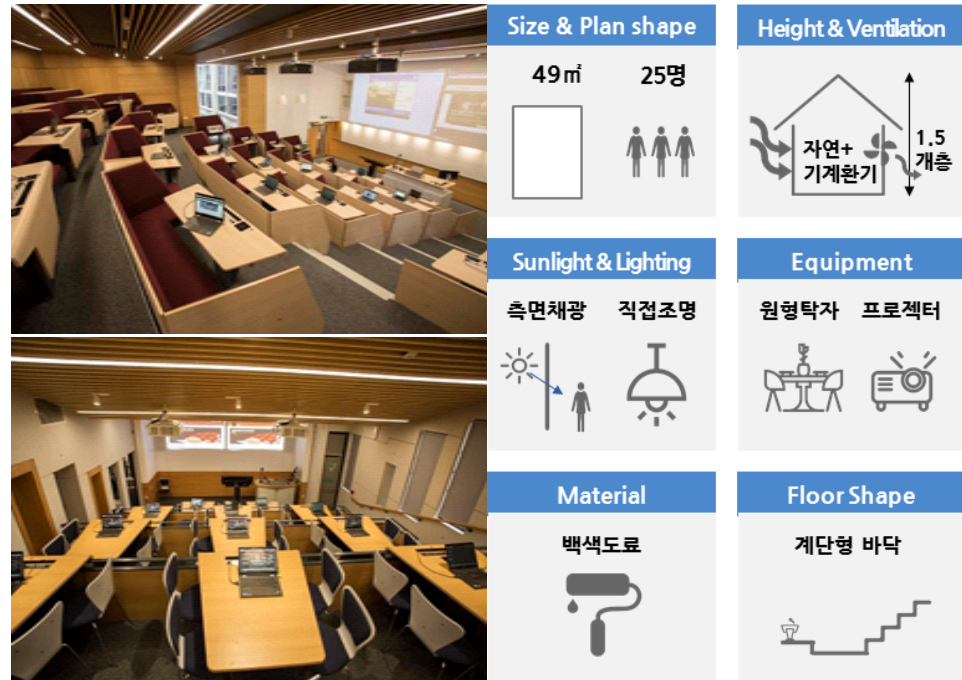 Size & Plan shape
49㎡ 25명
Height & Ventilation
자연+
기계환기
1.5
개층
Sunlight & Lighting
측면채광 직접조명
Equipment
원형탁자 프로젝터
Material
백색도료
Floor Shape
계단형 바닥